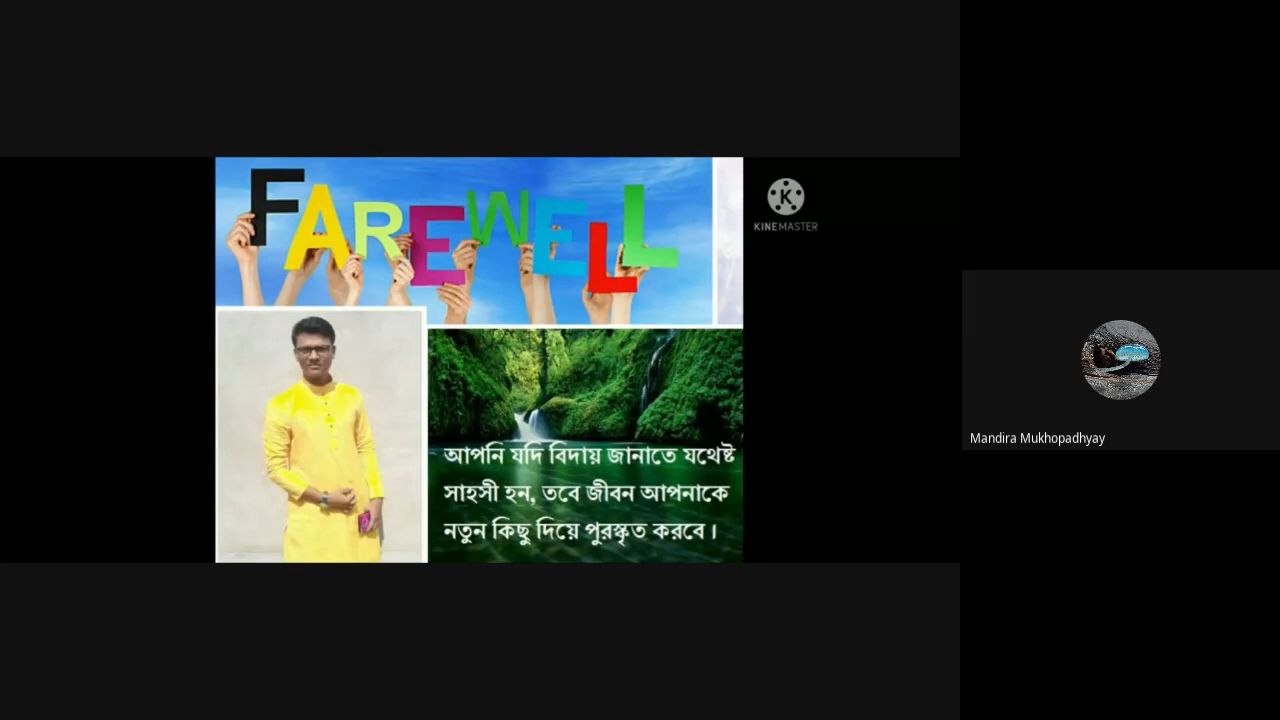 FAREWELL
KINEMASTER
আপনি যদি বিদায় জানাতে যথেষ্ট
সাহসী হন, তবে জীবন আপনাকে
নতুন কিছু দিয়ে পুরস্কৃত করবে।
Mandira Mukhopadhyay